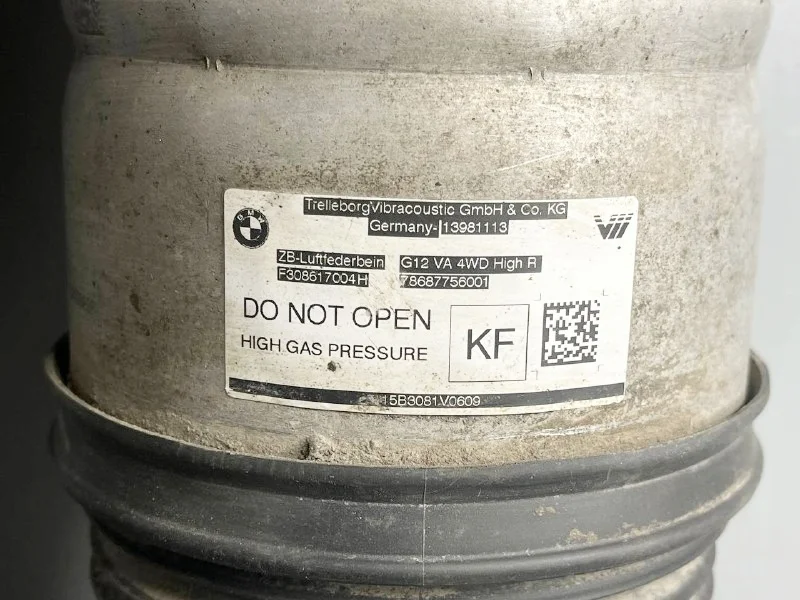 BMW
TrelleborgVibracoustic GmbH & Co. KG
Germany-13981113
ZB-Luftfederbein G12 VA 4WD High R
F308617004H 78687756001
DO NOT OPEN
HIGH GAS PRESSURE
KF
15B3081V0609